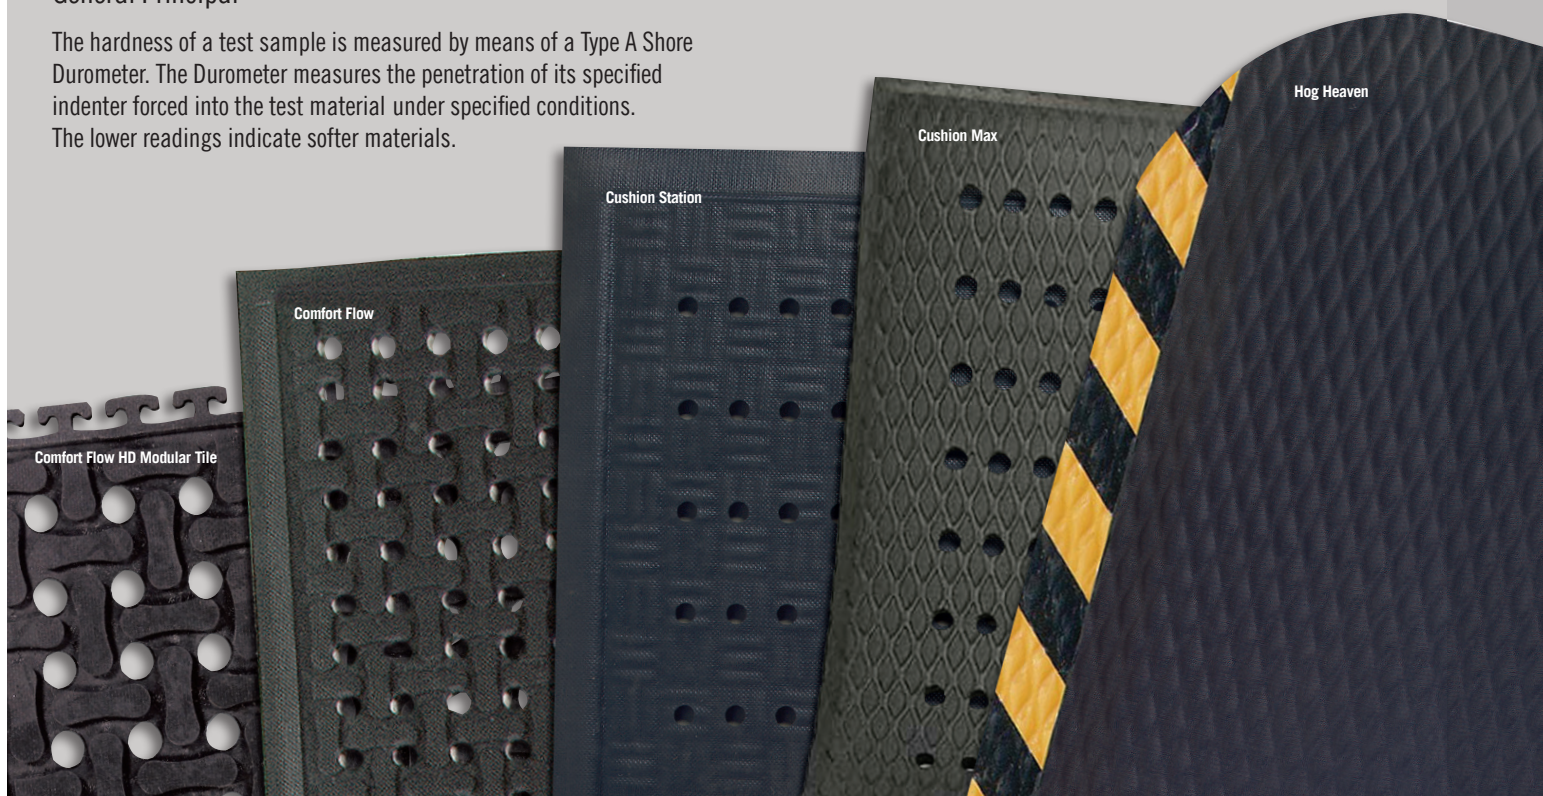 General Principal
The hardness of a test sample is measured by means of a Type A Shore
Durometer. The Durometer measures the penetration of its specified
indenter forced into the test material under specified conditions.
The lower readings indicate softer materials.
Hog Heaven
Cushion Max
Cushion Station
Comfort Flow
Comfort Flow HD Modular Tile